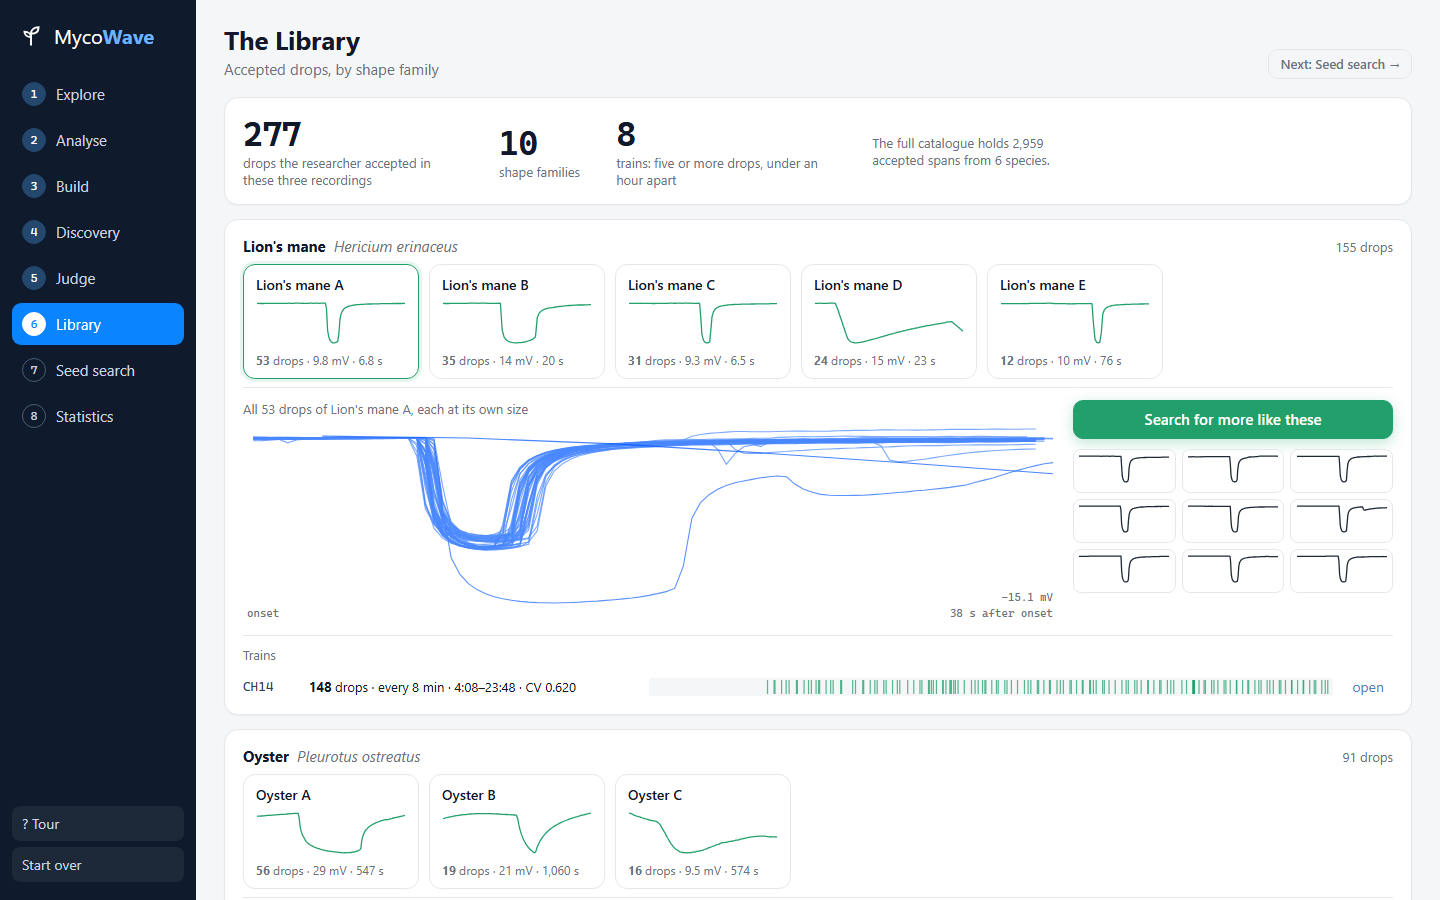 MycoWave
1 Explore
2 Analyse
3 Build
4 Discovery
5 Judge
6 Library
7 Seed search
8 Statistics
? Tour
Start over
The Library
Accepted drops, by shape family
Next: Seed search →
277
drops the researcher accepted in
these three recordings
10
shape families
8
trains: five or more drops, under an
hour apart
The full catalogue holds 2,959
accepted spans from 6 species.
Lion's mane Hericium erinaceus
155 drops
Lion's mane A
53 drops · 9.8 mV · 6.8 s
Lion's mane B
35 drops · 14 mV · 20 s
Lion's mane C
31 drops · 9.3 mV · 6.5 s
Lion's mane D
24 drops · 15 mV · 23 s
Lion's mane E
12 drops · 10 mV · 76 s
All 53 drops of Lion's mane A, each at its own size
onset
−15.1 mV
38 s after onset
Search for more like these
Trains
CH14 148 drops · every 8 min · 4:08–23:48 · CV 0.620 open
Oyster Pleurotus ostreatus
91 drops
Oyster A
56 drops · 29 mV · 547 s
Oyster B
19 drops · 21 mV · 1,060 s
Oyster C
16 drops · 9.5 mV · 574 s